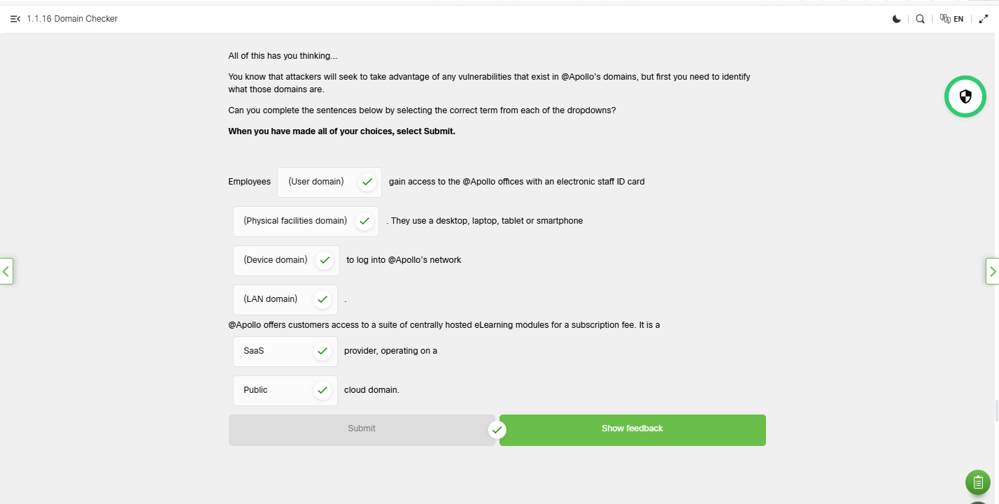 1.1.16 Domain Checker
EN
All of this has you thinking...
You know that attackers will seek to take advantage of any vulnerabilities that exist in @Apollo's domains, but first you need to identify
what those domains are.
Can you complete the sentences below by selecting the correct term from each of the dropdowns?
When you have made all of your choices, select Submit.
Employees (User domain) gain access to the @Apollo offices with an electronic staff ID card
(Physical facilities domain) . They use a desktop, laptop, tablet or smartphone
(Device domain) to log into @Apollo's network
(LAN domain) .
@Apollo offers customers access to a suite of centrally hosted eLearning modules for a subscription fee. It is a
SaaS provider, operating on a
Public cloud domain.
Submit Show feedback